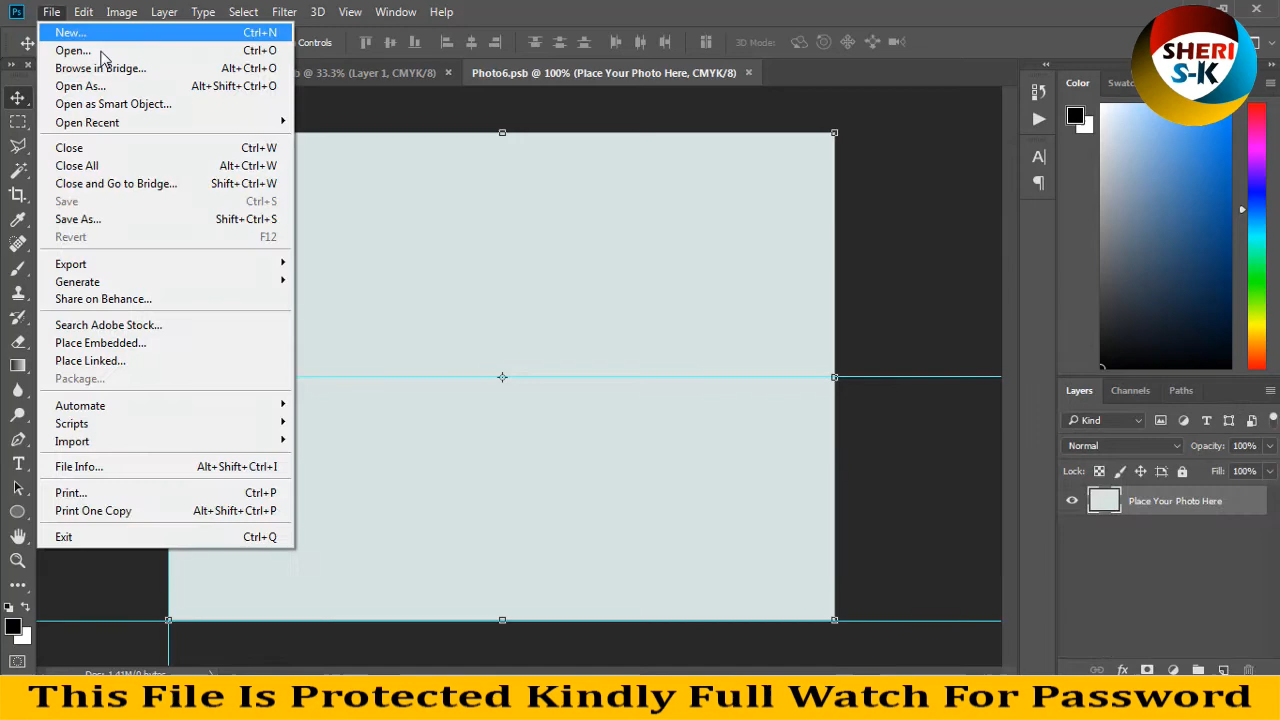 Ps File Edit Image Layer Type Select Filter 3D View Window Help
Controls 3D Mode:
New... Ctrl+N
Open... Ctrl+O
Browse in Bridge... Alt+Ctrl+O
Open As... Alt+Shift+Ctrl+O
Open as Smart Object...
Open Recent
Close Ctrl+W
Close All Alt+Ctrl+W
Close and Go to Bridge... Shift+Ctrl+W
Save Ctrl+S
Save As... Shift+Ctrl+S
Revert F12
Export
Generate
Share on Behance...
Search Adobe Stock...
Place Embedded...
Place Linked...
Package...
Automate
Scripts
Import
File Info... Alt+Shift+Ctrl+I
Print... Ctrl+P
Print One Copy Alt+Shift+Ctrl+P
Exit Ctrl+Q
@ 33.3% (Layer 1, CMYK/8) × Photo6.psb @ 100% (Place Your Photo Here, CMYK/8) ×
SHERI
S-K
Color Swatc
Layers Channels Paths
Kind
Normal Opacity: 100%
Lock: Fill: 100%
Place Your Photo Here
This File Is Protected Kindly Full Watch For Password